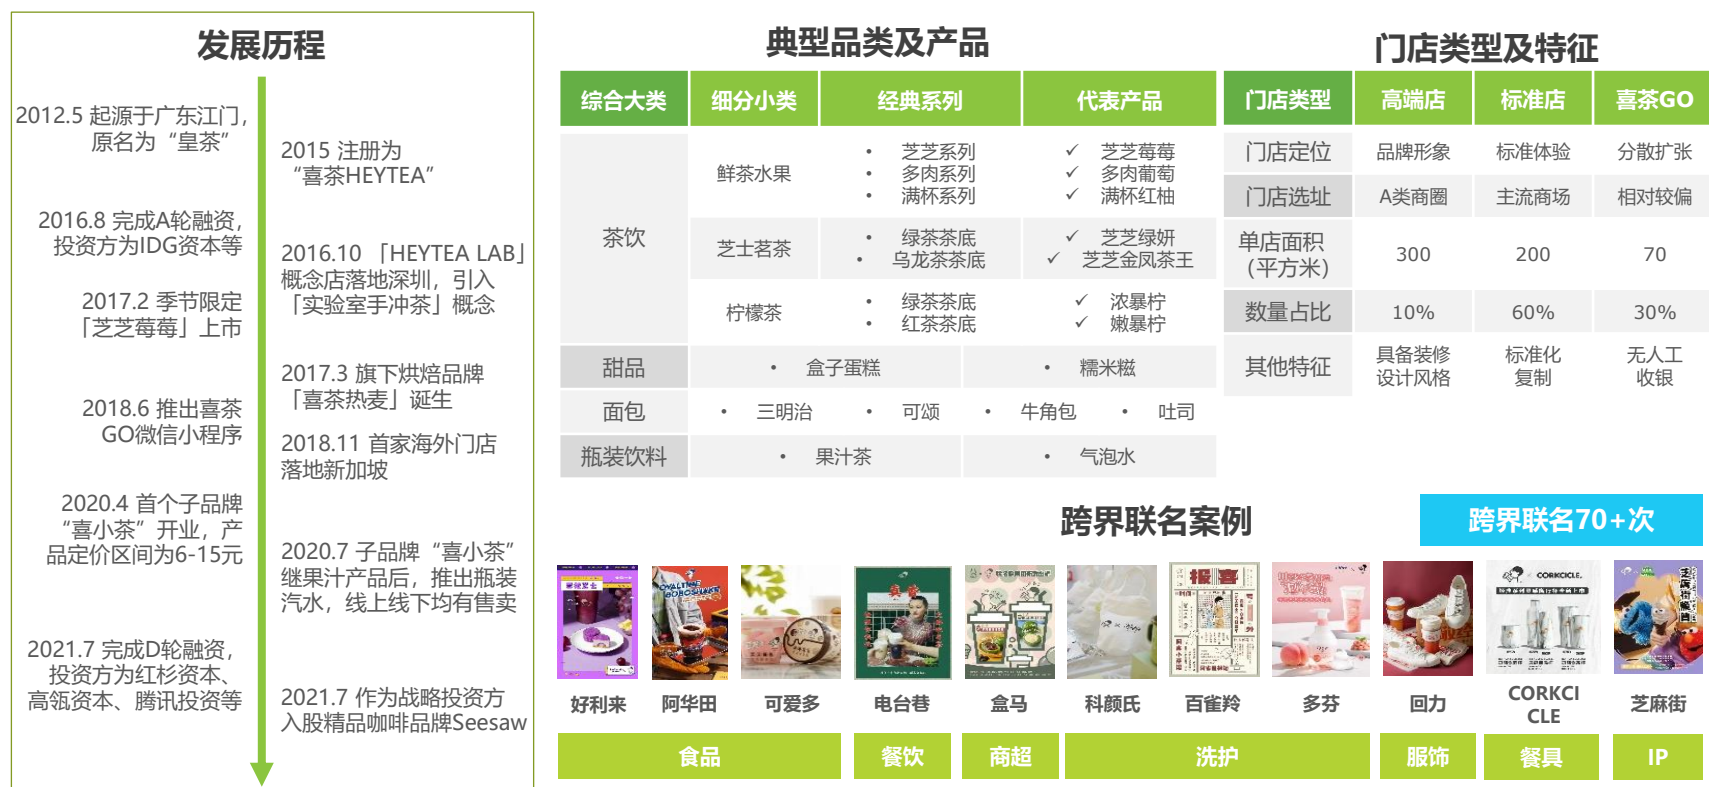 发展历程
2012.5 起源于广东江门，
原名为“皇茶”
2015 注册为
“喜茶HEYTEA”
2016.8 完成A轮融资，
投资方为IDG资本等
2016.10 「HEYTEA LAB」
概念店落地深圳，引入
「实验室手冲茶」概念
2017.2 季节限定
「芝芝莓莓」上市
2017.3 旗下烘焙品牌
「喜茶热麦」诞生
2018.6 推出喜茶
GO微信小程序
2018.11 首家海外门店
落地新加坡
2020.4 首个子品牌
“喜小茶”开业，产
品定价区间为6-15元
2020.7 子品牌“喜小茶”
继果汁产品后，推出瓶装
汽水，线上线下均有售卖
2021.7 完成D轮融资，
投资方为红杉资本、
高瓴资本、腾讯投资等
2021.7 作为战略投资方
入股精品咖啡品牌Seesaw
典型品类及产品
综合大类 细分小类 经典系列 代表产品
茶饮
鲜茶水果
• 芝芝系列
• 多肉系列
• 满杯系列
✓ 芝芝莓莓
✓ 多肉葡萄
✓ 满杯红柚
芝士茗茶
• 绿茶茶底
• 乌龙茶茶底
✓ 芝芝绿妍
✓ 芝芝金凤茶王
柠檬茶
• 绿茶茶底
• 红茶茶底
✓ 浓暴柠
✓ 嫩暴柠
甜品 • 盒子蛋糕 • 糯米糍
面包 • 三明治 • 可颂 • 牛角包 • 吐司
瓶装饮料 • 果汁茶 • 气泡水
门店类型及特征
门店类型 高端店 标准店 喜茶GO
门店定位 品牌形象 标准体验 分散扩张
门店选址 A类商圈 主流商场 相对较偏
单店面积
（平方米）
300 200 70
数量占比 10% 60% 30%
其他特征
具备装修
设计风格
标准化
复制
无人工
收银
跨界联名案例
跨界联名70+次
报喜
CORKCICLE.
芝麻街
好利来 阿华田 可爱多 电台巷 盒马 科颜氏 百雀羚 多芬 回力
CORKCI
CLE
芝麻街
食品 餐饮 商超 洗护 服饰 餐具 IP